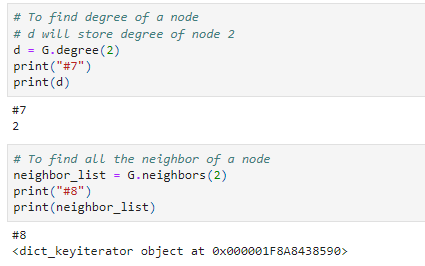 # To find degree of a node
# d will store degree of node 2
d = G.degree(2)
print("#7")
print(d)
#7
2
# To find all the neighbor of a node
neighbor_list = G.neighbors(2)
print("#8")
print(neighbor_list)
#8
<dict_keyiterator object at 0x000001F8A8438590>